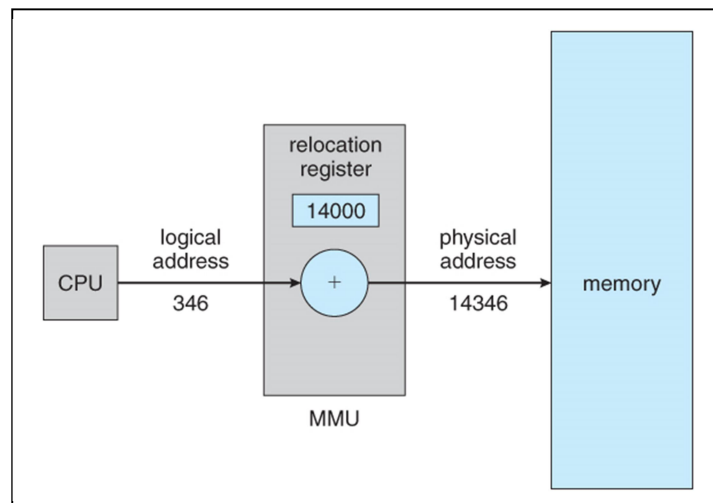 relocation
register
14000
logical
address
physical
address
CPU
+
memory
346
14346
MMU